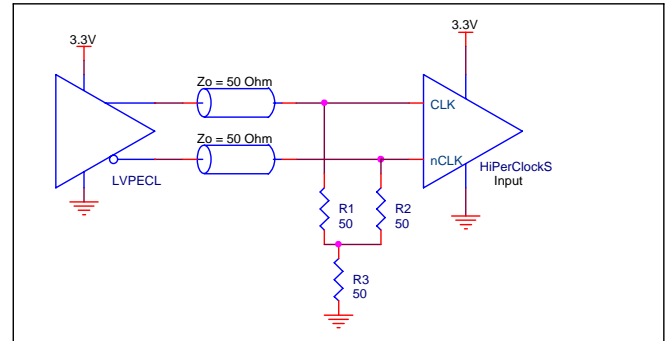 3.3V
3.3V
Zo = 50 Ohm
CLK
Zo = 50 Ohm
nCLK
LVPECL
HiPerClockS
Input
R1
50
R2
50
R3
50